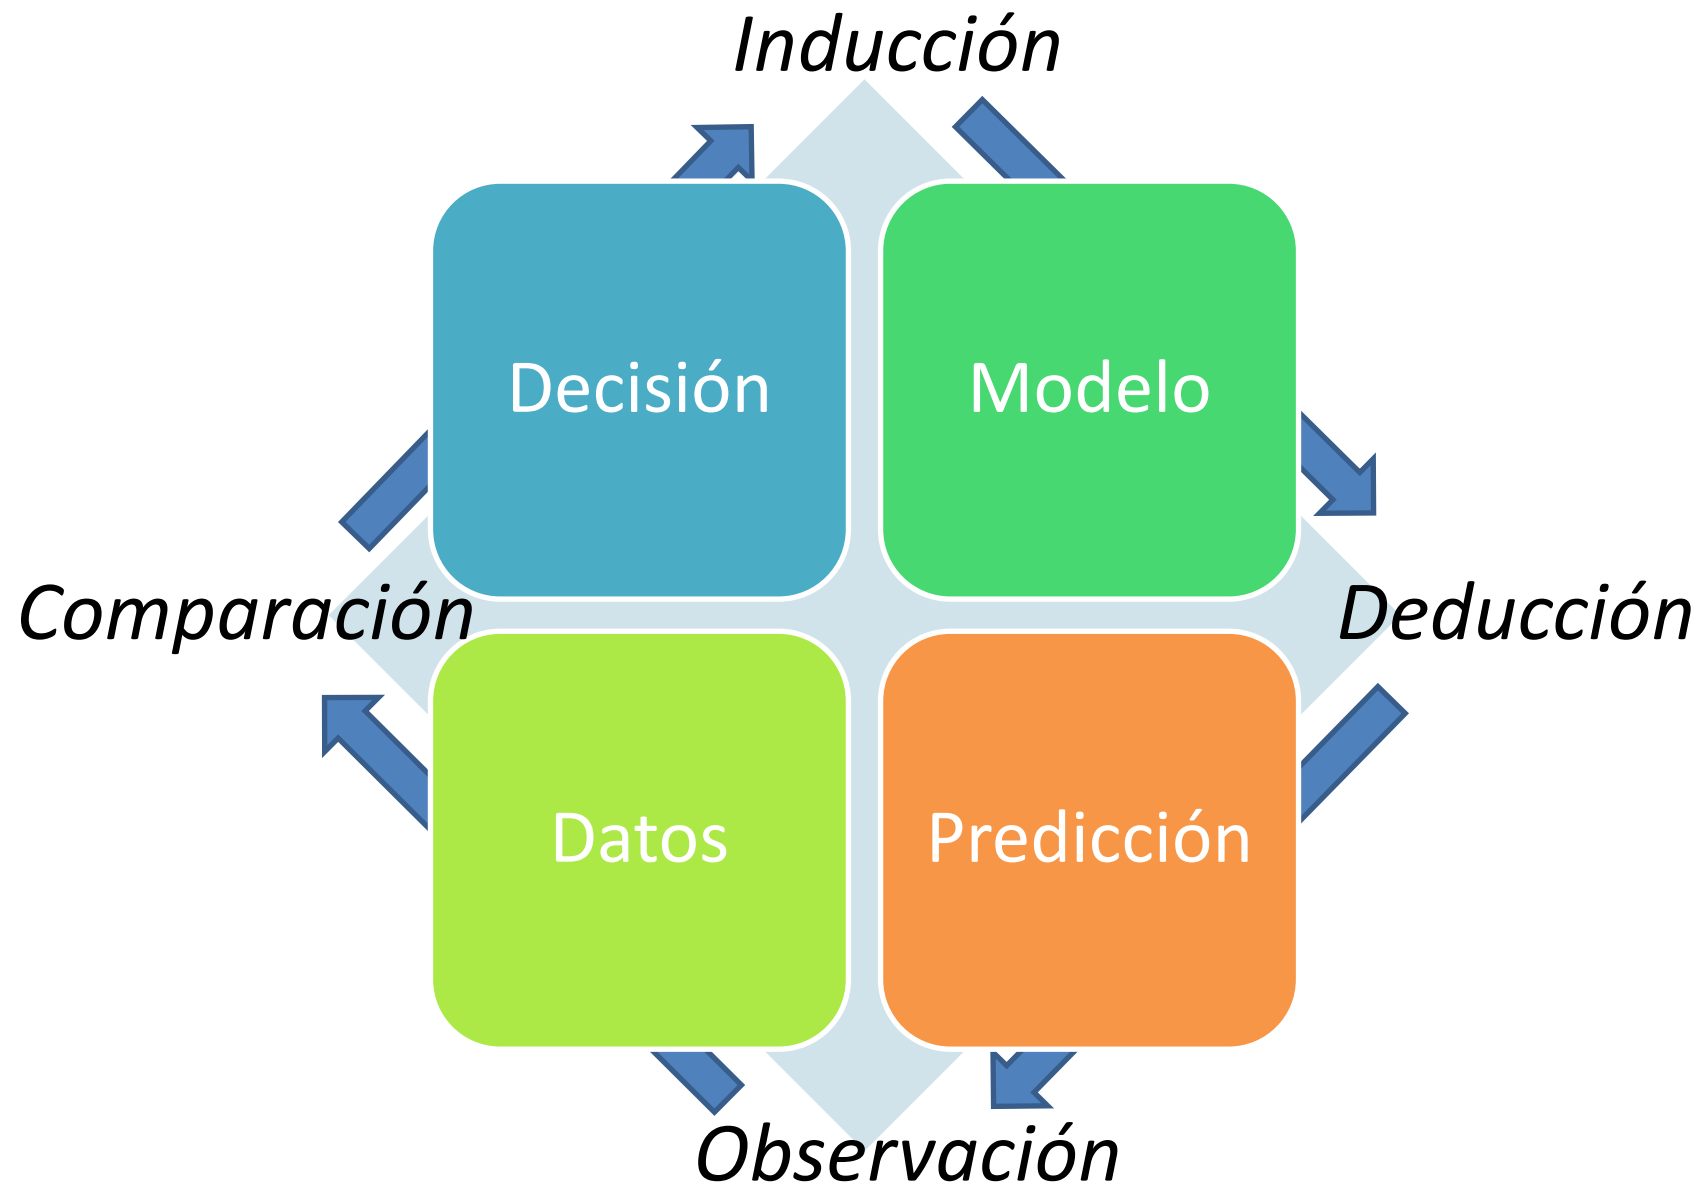 Inducción
Decisión
Modelo
Comparación
Deducción
Datos
Predicción
Observación